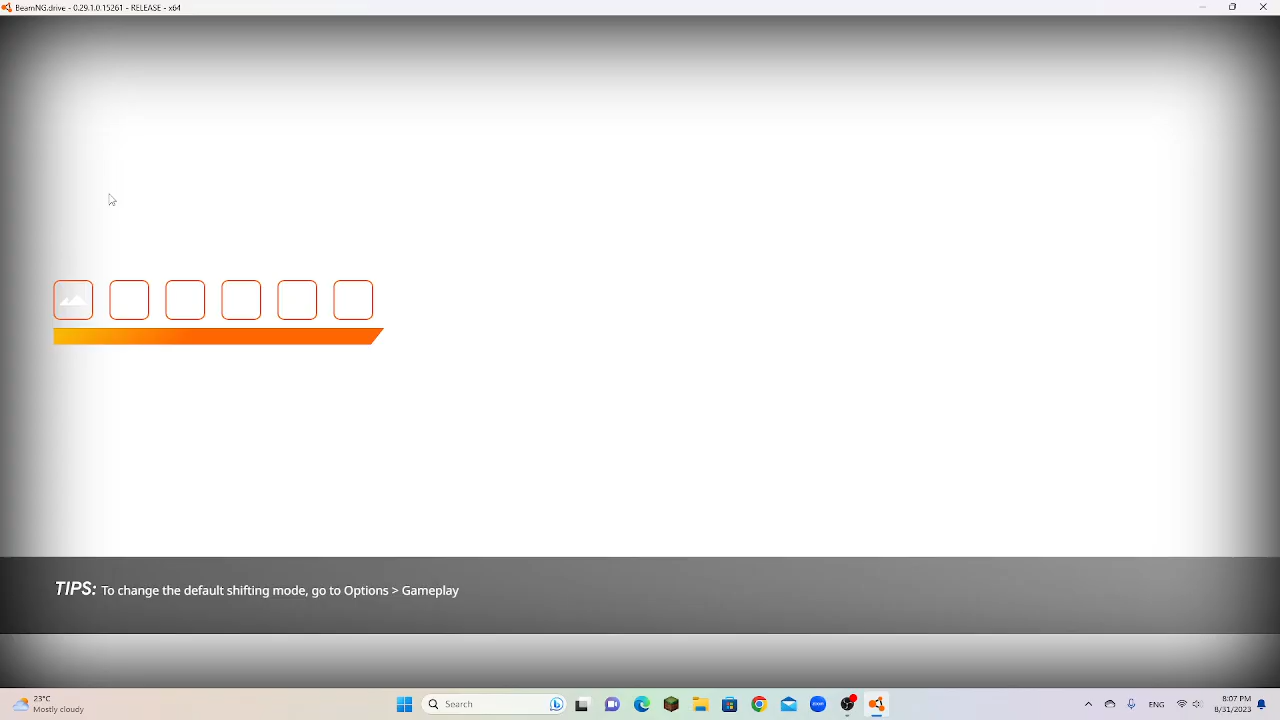 BeamNG.drive - 0.29.1.0.15261 - RELEASE - x64
TIPS: To change the default shifting mode, go to Options > Gameplay
23°C
Mostly cloudy
Search
zoom
ENG
8:07 PM
8/31/2023